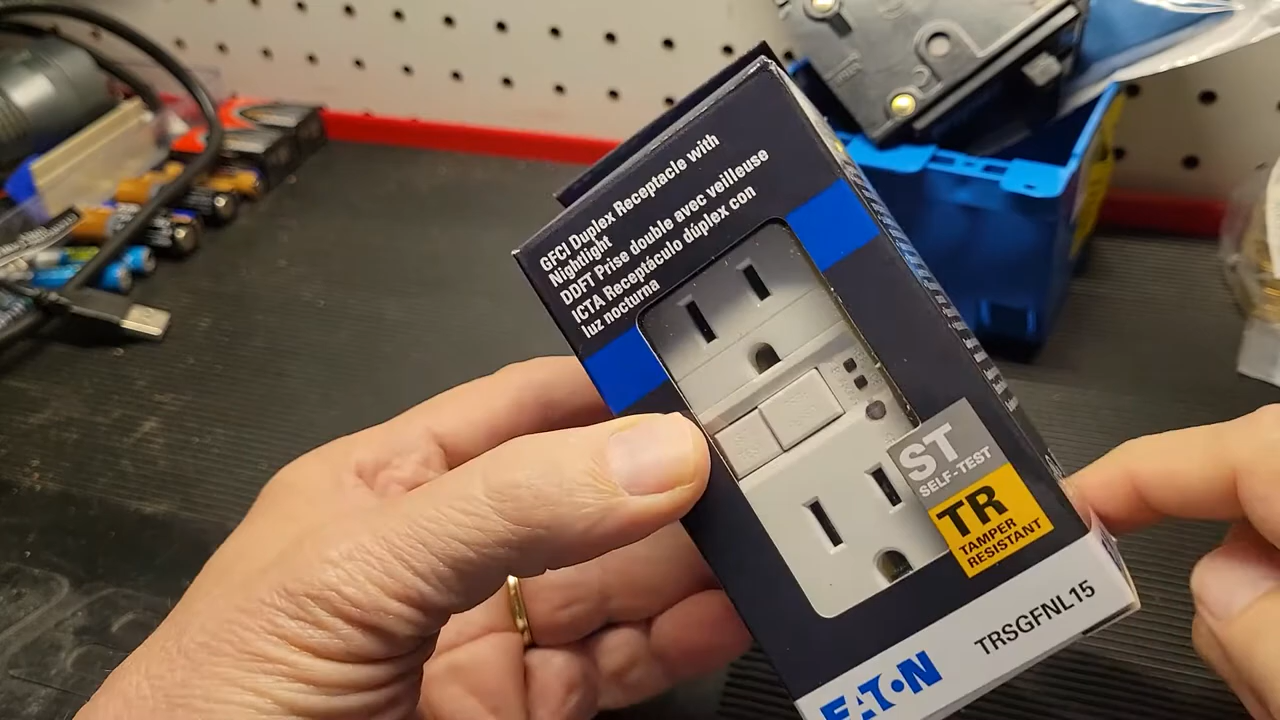 GFCI Duplex Receptacle with
Nightlight
DDFT Prise double avec veilleuse
ICTA Receptáculo dúplex con
luz nocturna
ST
SELF-TEST
TR
TAMPER
RESISTANT
TRSGFNL15
EATON